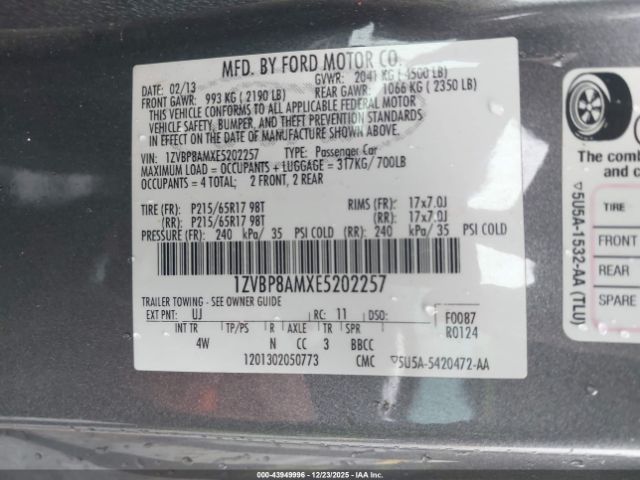 MFD. BY FORD MOTOR CO.
DATE: 02/13 GVWR: 2041 KG ( 4500 LB)
FRONT GAWR: 993 KG ( 2190 LB) REAR GAWR: 1066 KG ( 2350 LB)
THIS VEHICLE CONFORMS TO ALL APPLICABLE FEDERAL MOTOR
VEHICLE SAFETY, BUMPER, AND THEFT PREVENTION STANDARDS
IN EFFECT ON THE DATE OF MANUFACTURE SHOWN ABOVE.
VIN: 1ZVBP8AMXE5202257 TYPE: Passenger Car
MAXIMUM LOAD = OCCUPANTS + LUGGAGE = 317KG/ 700LB
OCCUPANTS = 4 TOTAL; 2 FRONT, 2 REAR
TIRE (FR): P215/65R17 98T RIMS (FR): 17x7.0J
(RR): P215/65R17 98T (RR): 17x7.0J
PRESSURE (FR): 240 kPa/ 35 PSI COLD (RR): 240 kPa/ 35 PSI COLD
1ZVBP8AMXE5202257
TRAILER TOWING - SEE OWNER GUIDE
EXT PNT: UJ RC: 11 DSO: F0087
INT TR TP/PS R AXLE TR SPR R0124
4W N CC 3 BBCC
1201302050773 CMC ▽5U5A-5420472-AA
The comb
and c
TIRE
FRONT
REAR
SPARE
▽5U5A-1532-AA (TLU)
000-43949996 - 12/23/2025 - IAAI.COM